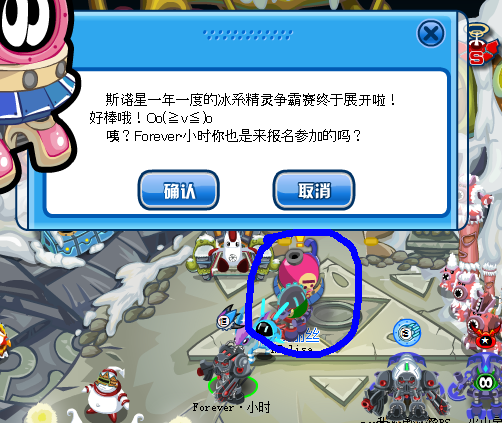 斯诺星一年一度的冰系精灵争霸赛终于展开啦！
好棒哦！Oo(≧v≦)o
咦？Forever小时你也是来报名参加的吗？
确认
取消
S
丝
Forever·小时